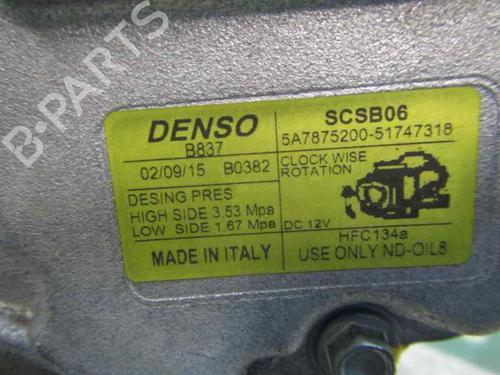 B-Parts
DENSO
B837
02/09/15 B0382
DESING PRES
HIGH SIDE 3.53 Mpa
LOW SIDE 1.67 Mpa
MADE IN ITALY
SCSB06
5A7875200-51747318
CLOCK WISE
ROTATION
DC 12V
HFC134a
USE ONLY ND-OIL8